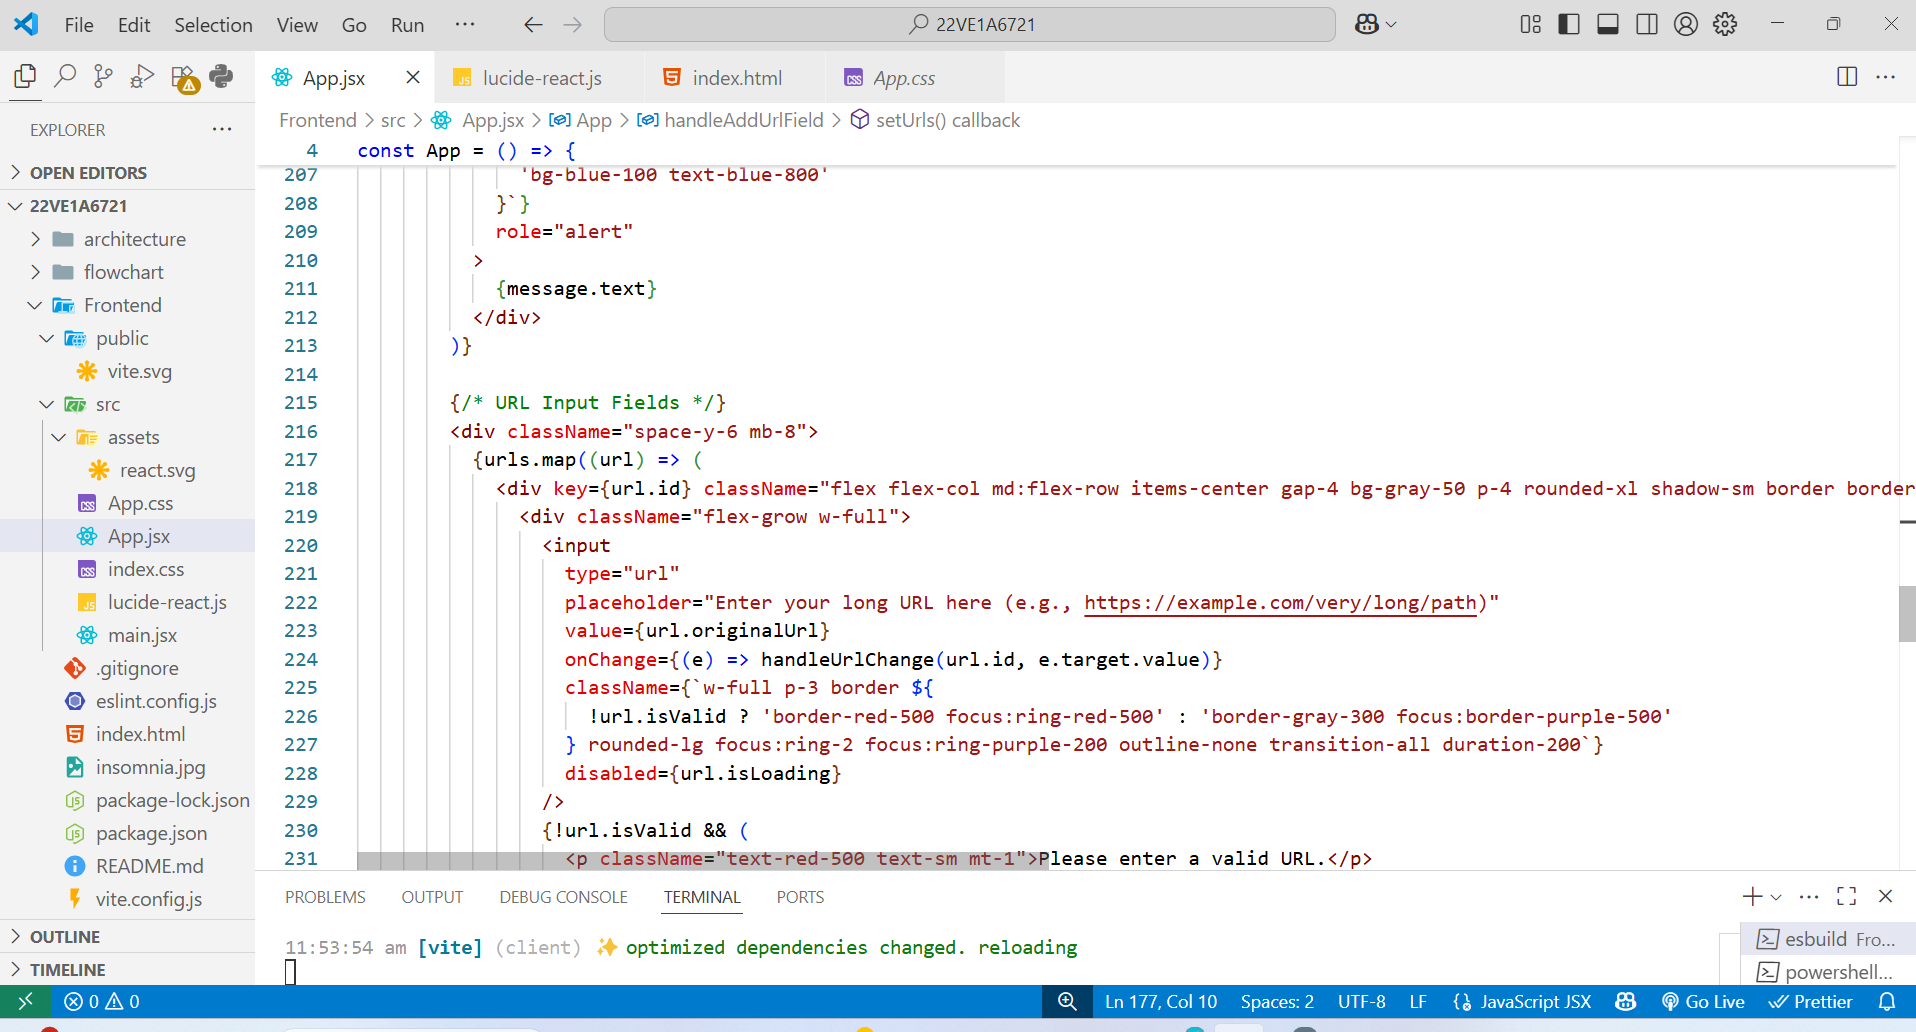 File Edit Selection View Go Run ··· 22VE1A6721
App.jsx lucide-react.js index.html App.css
EXPLORER
OPEN EDITORS
22VE1A6721
architecture
flowchart
Frontend
public
vite.svg
src
assets
react.svg
App.css
App.jsx
index.css
lucide-react.js
main.jsx
.gitignore
eslint.config.js
index.html
insomnia.jpg
package-lock.json
package.json
README.md
vite.config.js
OUTLINE
TIMELINE
Frontend > src > App.jsx > App > handleAddUrlField > setUrls() callback
4 const App = () => {
207 'bg-blue-100 text-blue-800'
208 }`}
209 role="alert"
210 >
211 {message.text}
212 </div>
213 )}
214
215 {/* URL Input Fields */}
216 <div className="space-y-6 mb-8">
217 {urls.map((url) => (
218 <div key={url.id} className="flex flex-col md:flex-row items-center gap-4 bg-gray-50 p-4 rounded-xl shadow-sm border border
219 <div className="flex-grow w-full">
220 <input
221 type="url"
222 placeholder="Enter your long URL here (e.g., https://example.com/very/long/path)"
223 value={url.originalUrl}
224 onChange={(e) => handleUrlChange(url.id, e.target.value)}
225 className={`w-full p-3 border ${
226 !url.isValid ? 'border-red-500 focus:ring-red-500' : 'border-gray-300 focus:border-purple-500'
227 } rounded-lg focus:ring-2 focus:ring-purple-200 outline-none transition-all duration-200`}
228 disabled={url.isLoading}
229 />
230 {!url.isValid && (
231 <p className="text-red-500 text-sm mt-1">Please enter a valid URL.</p>
PROBLEMS OUTPUT DEBUG CONSOLE TERMINAL PORTS
11:53:54 am [vite] (client) ✨ optimized dependencies changed. reloading
esbuild Fro...
powershell...
0 0 Ln 177, Col 10 Spaces: 2 UTF-8 LF JavaScript JSX Go Live Prettier